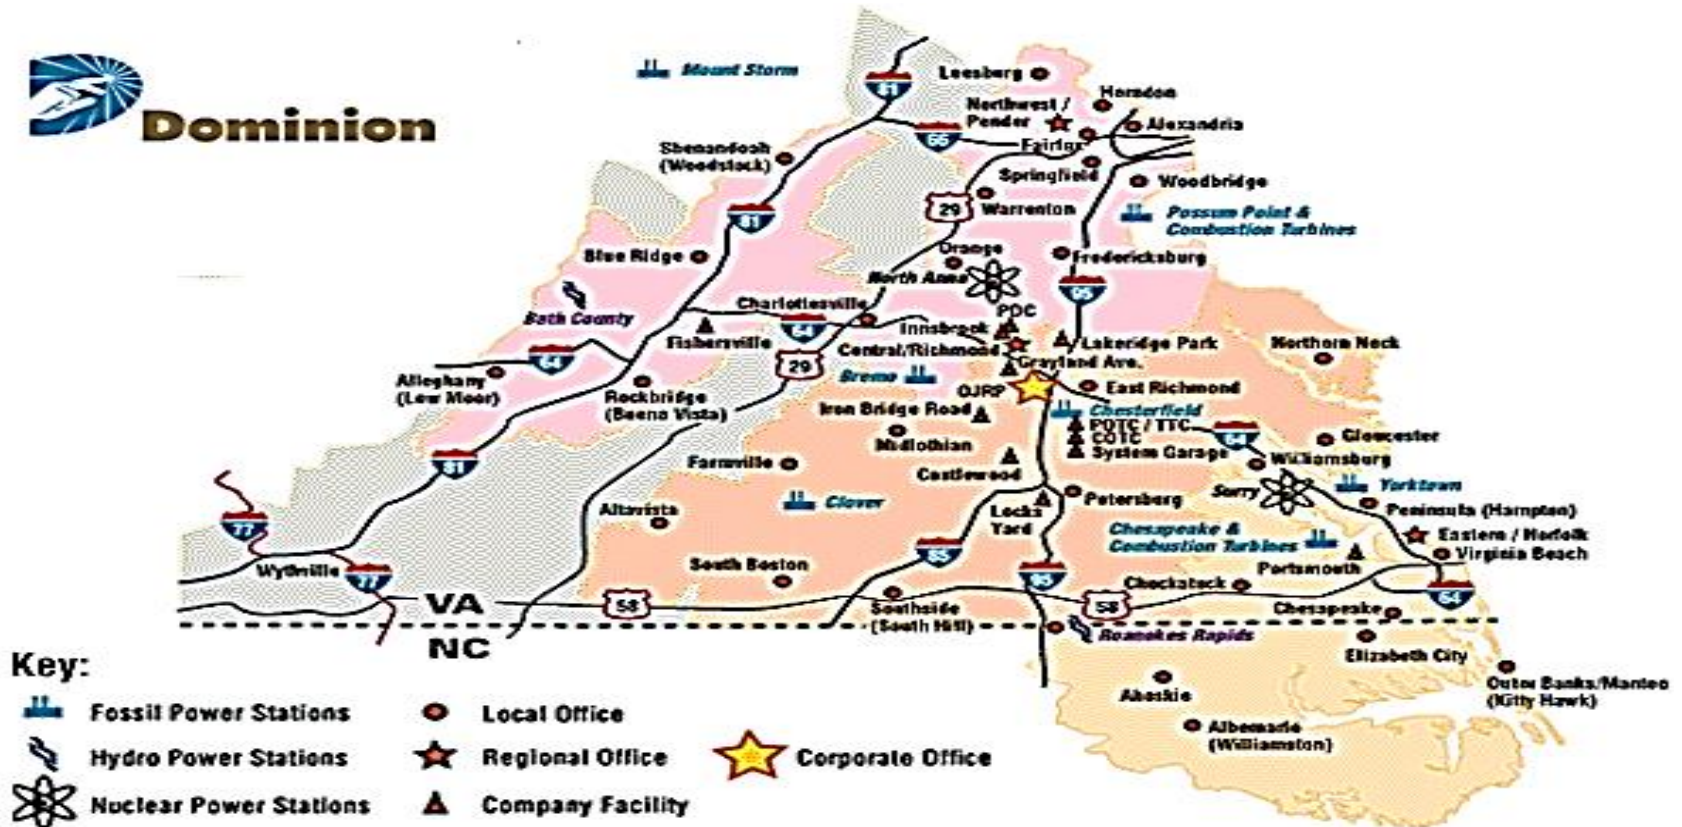 Dominion
Mount Storm
81
Leesburg
Northwest /
Pender
Herndon
Alexandria
66
Fairfax
Shenandoah
(Woodstock)
Springfield
Woodbridge
81
29
Warrenton
Possum Point &
Combustion Turbines
Blue Ridge
Orange
North Anna
Fredericksburg
95
Bath County
Charlottesville
64
PDC
Innsbrook
Fishersville
Central/Richmond
Lakeridge Park
Northern Neck
64
29
Grayland Ave.
Alleghany
(Low Moor)
Bremo
OJRP
East Richmond
Rockbridge
(Beena Vista)
Iron Bridge Road
Chesterfield
POTC / TTC
COTC
64
Gloucester
Midlothian
System Garage
Williamsburg
81
Farmville
Castlewood
Surry
Yorktown
Clover
Petersburg
Peninsula (Hampton)
Altavista
Locks
Yard
77
Chesapeake &
Combustion Turbines
Eastern / Norfolk
Virginia Beach
85
Wythville
77
South Boston
Portsmouth
95
Chockatuck
VA
58
Southside
(South Hill)
58
64
Chesapeake
NC
Roanokes Rapids
Elizabeth City
Key:
Ahoskie
Outer Banks/Manteo
(Kitty Hawk)
Albemarle
(Williamston)
Fossil Power Stations
Local Office
Hydro Power Stations
Regional Office
Corporate Office
Nuclear Power Stations
Company Facility